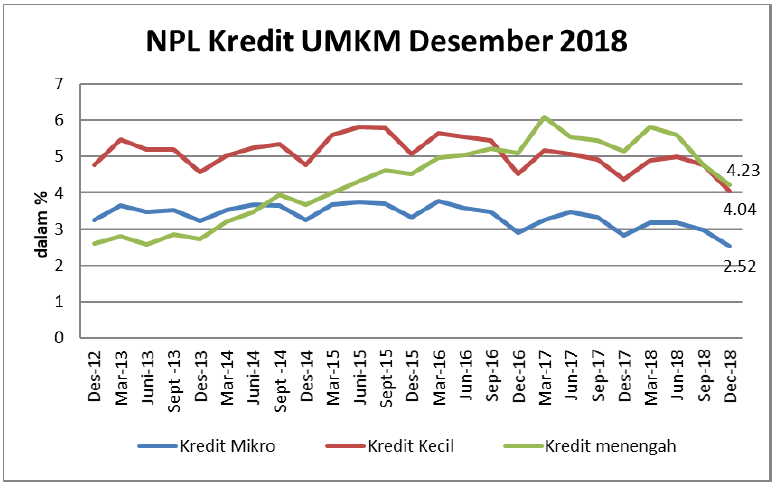 NPL Kredit UMKM Desember 2018
dalam %
7
6
5
4
3
2
1
0
4.23
4.04
2.52
Des-12
Mar-13
Juni-13
Sept -13
Des-13
Mar-14
Juni-14
Sept-14
Des-14
Mar-15
Juni-15
Sept-15
Des-15
Mar-16
Jun-16
Sep-16
Dec-16
Mar-17
Jun-17
Sep-17
Des-17
Mar-18
Jun-18
Sep-18
Dec-18
Kredit Mikro
Kredit Kecil
Kredit menengah